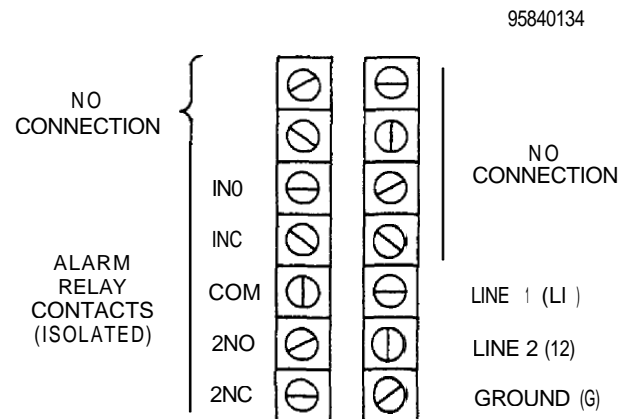 95840134
NO
CONNECTION
IN0
INC
ALARM
RELAY
CONTACTS
(ISOLATED)
COM
2NO
2NC
NO
CONNECTION
LINE 1 (LI )
LINE 2 (12)
GROUND (G)